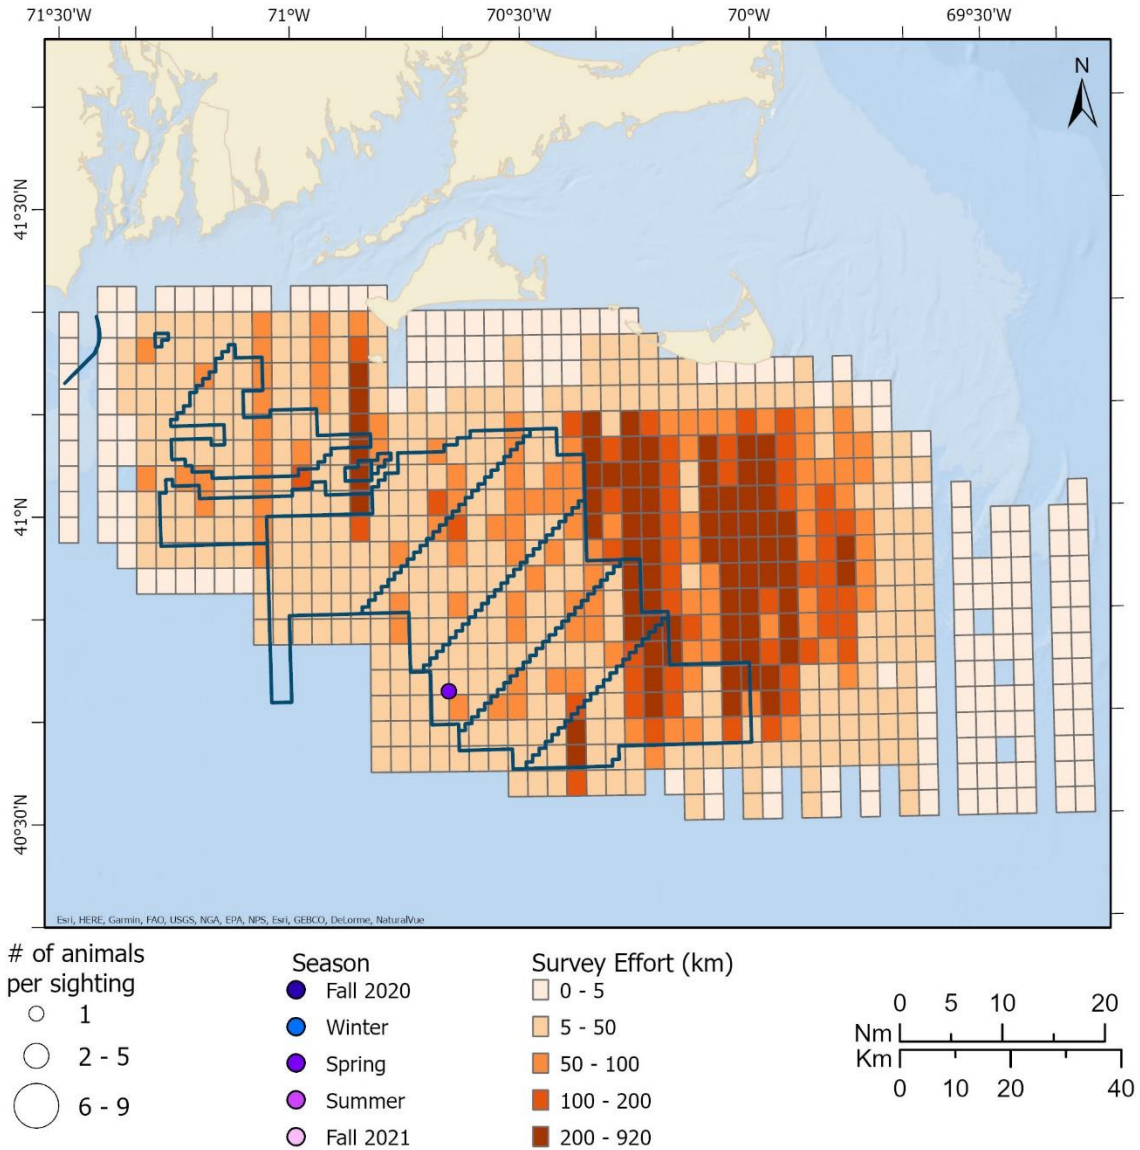 71°30'W 71°W 70°30'W 70°W 69°30'W
N
41°30'N
41°N
40°30'N
Esri, HERE, Garmin, FAO, USGS, NGA, EPA, NPS, Esri, GEBCO, DeLorme, NaturalVue
# of animals
per sighting
1
2 - 5
6 - 9
Season
Fall 2020
Winter
Spring
Summer
Fall 2021
Survey Effort (km)
0 - 5
5 - 50
50 - 100
100 - 200
200 - 920
0 5 10 20
Nm
Km
0 10 20 40